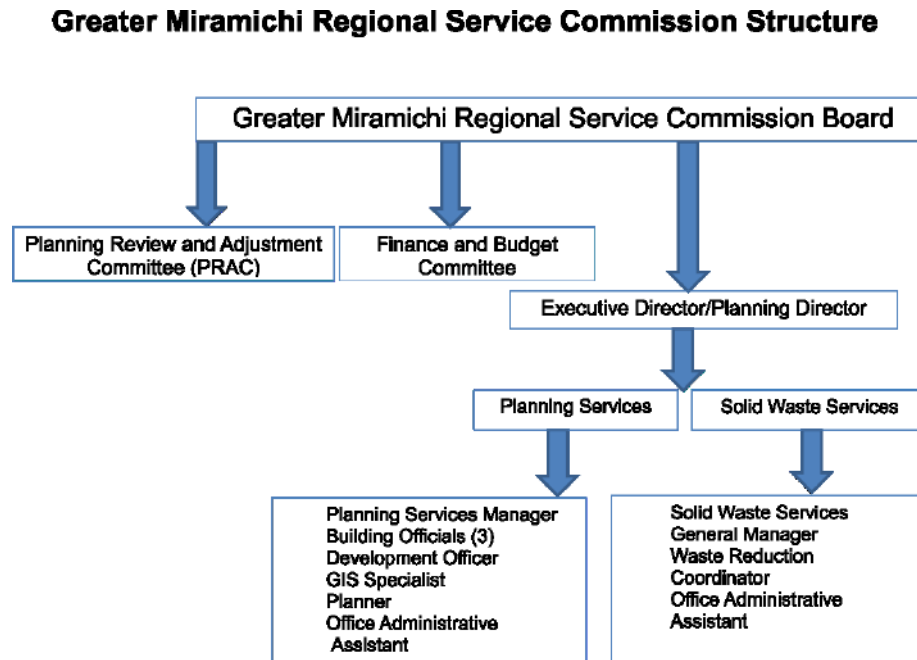 Greater Miramichi Regional Service Commission Structure
Greater Miramichi Regional Service Commission Board
Planning Review and Adjustment
Committee (PRAC)
Finance and Budget
Committee
Executive Director/Planning Director
Planning Services
Solid Waste Services
Planning Services Manager
Building Officials (3)
Development Officer
GIS Specialist
Planner
Office Administrative
Assistant
Solid Waste Services
General Manager
Waste Reduction
Coordinator
Office Administrative
Assistant